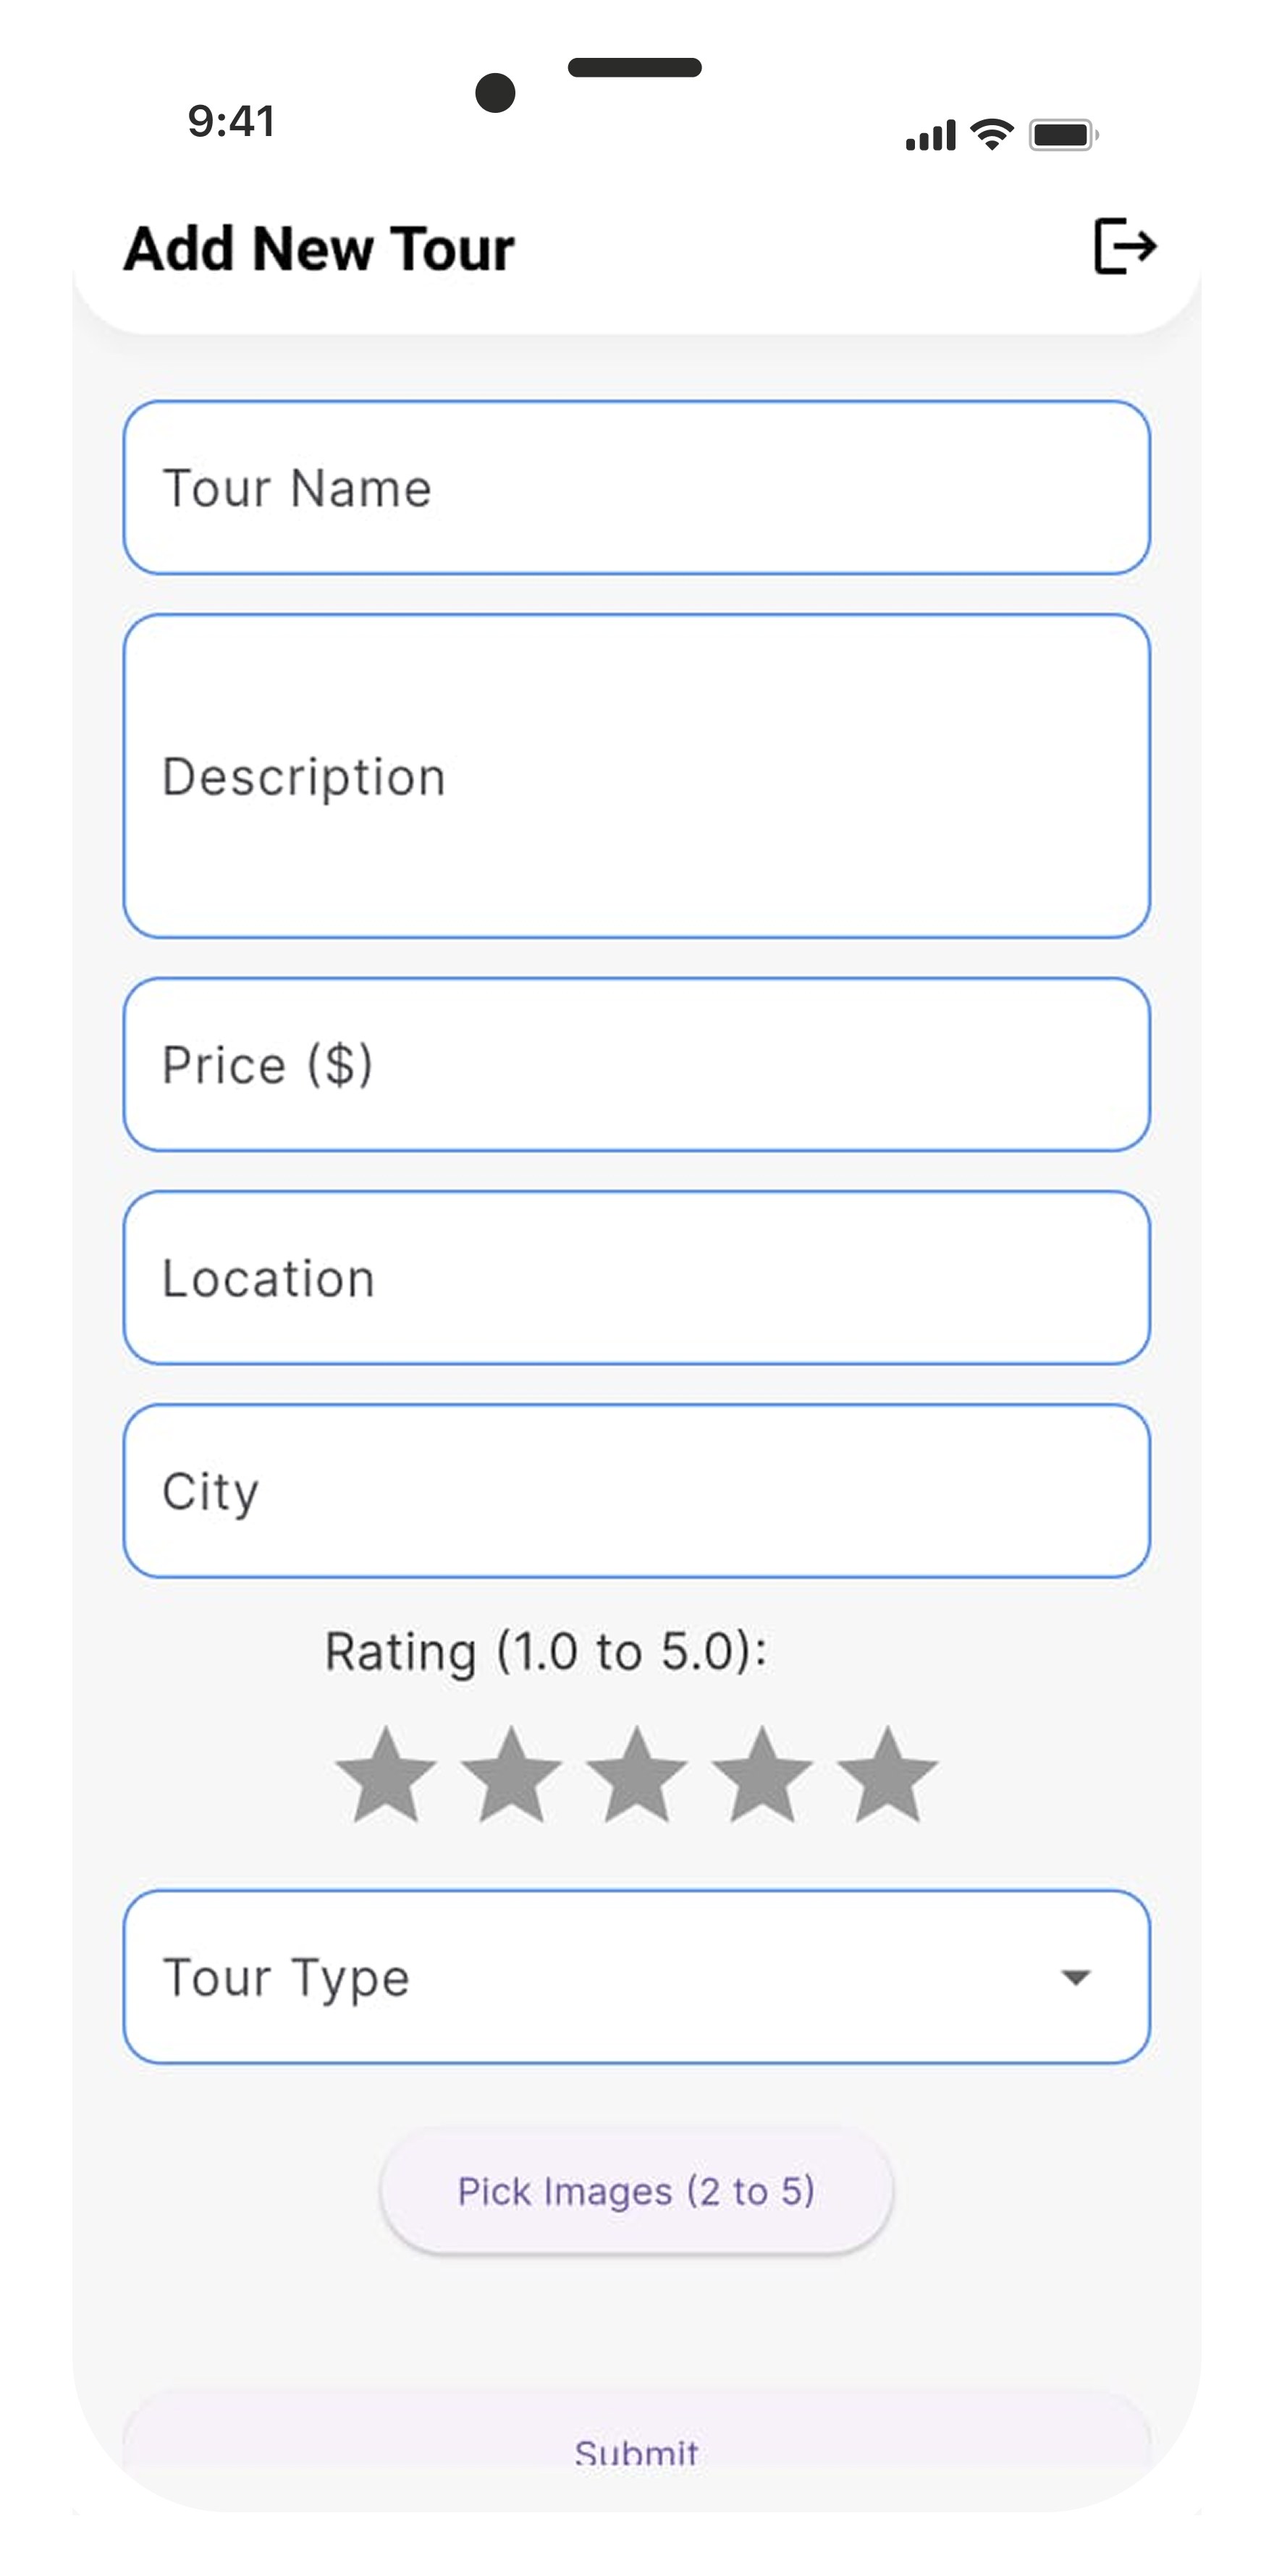 9:41
Add New Tour
Tour Name
Description
Price ($)
Location
City
Rating (1.0 to 5.0):
Tour Type
Pick Images (2 to 5)
Submit